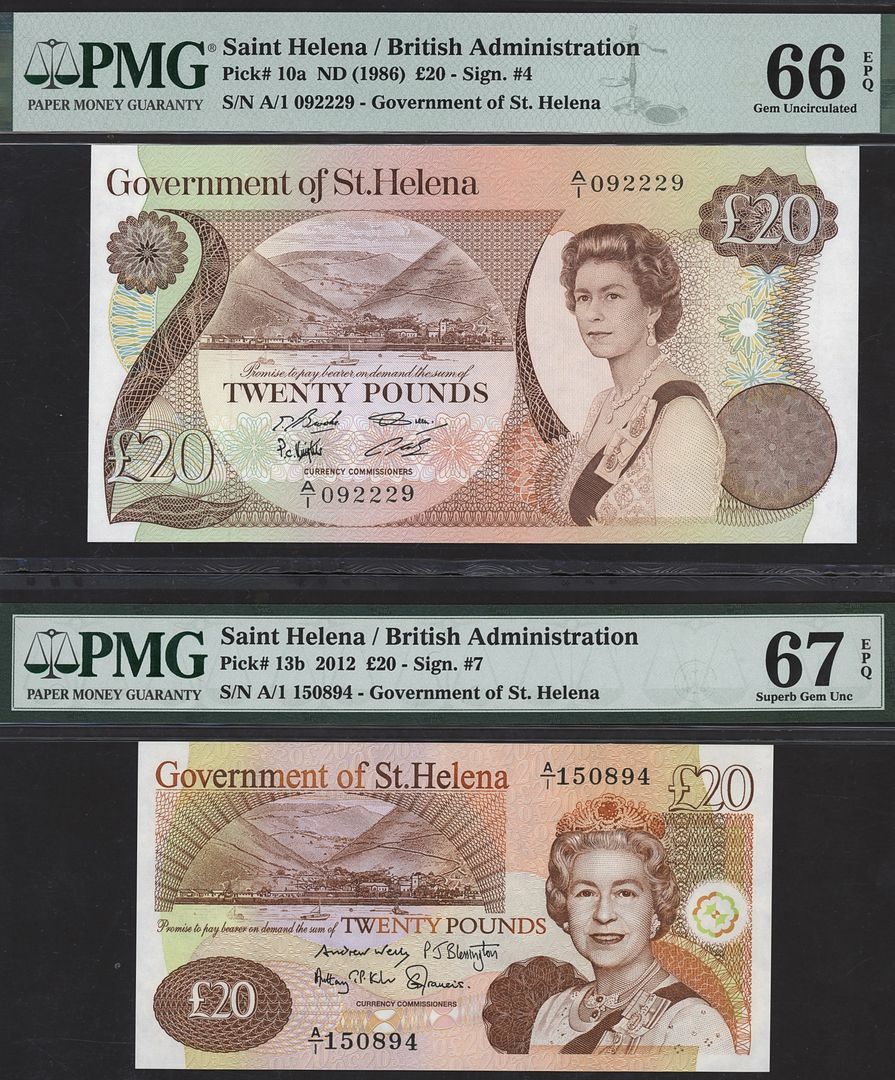 PMG®
PAPER MONEY GUARANTY
Saint Helena / British Administration
Pick# 10a ND (1986) £20 - Sign. #4
S/N A/1 092229 - Government of St. Helena
66 EPQ
Gem Uncirculated
Government of St.Helena
A/1 092229
£20
Promise to pay bearer on demand the sum of
TWENTY POUNDS
£20
CURRENCY COMMISSIONERS
A/1 092229
PMG
PAPER MONEY GUARANTY
Saint Helena / British Administration
Pick# 13b 2012 £20 - Sign. #7
S/N A/1 150894 - Government of St. Helena
67 EPQ
Superb Gem Unc
Government of St.Helena
A/1 150894
£20
Promise to pay bearer on demand the sum of TWENTY POUNDS
Andrew
£20
CURRENCY COMMISSIONERS
A/1 150894